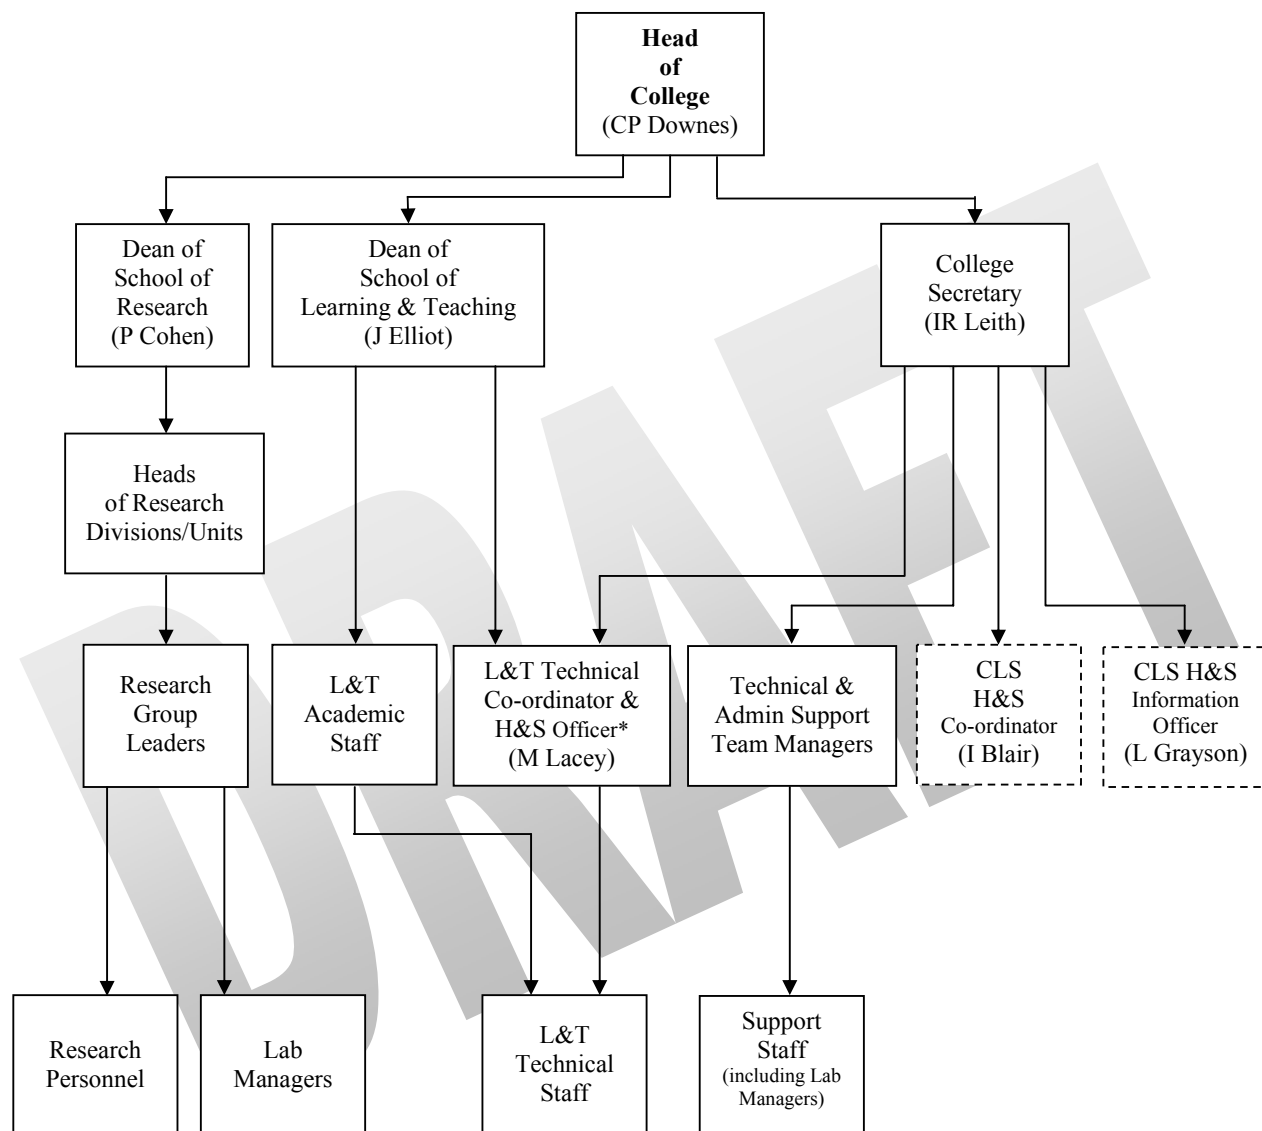 Head
of
College
(CP Downes)
Dean of
School of
Research
(P Cohen)
Dean of
School of
Learning & Teaching
(J Elliot)
College
Secretary
(IR Leith)
Heads
of Research
Divisions/Units
Research
Group
Leaders
L&T
Academic
Staff
L&T Technical
Co-ordinator &
H&S Officer*
(M Lacey)
Technical &
Admin Support
Team Managers
CLS
H&S
Co-ordinator
(I Blair)
CLS H&S
Information
Officer
(L Grayson)
Research
Personnel
Lab
Managers
L&T
Technical
Staff
Support
Staff
(including Lab
Managers)
DRAFT